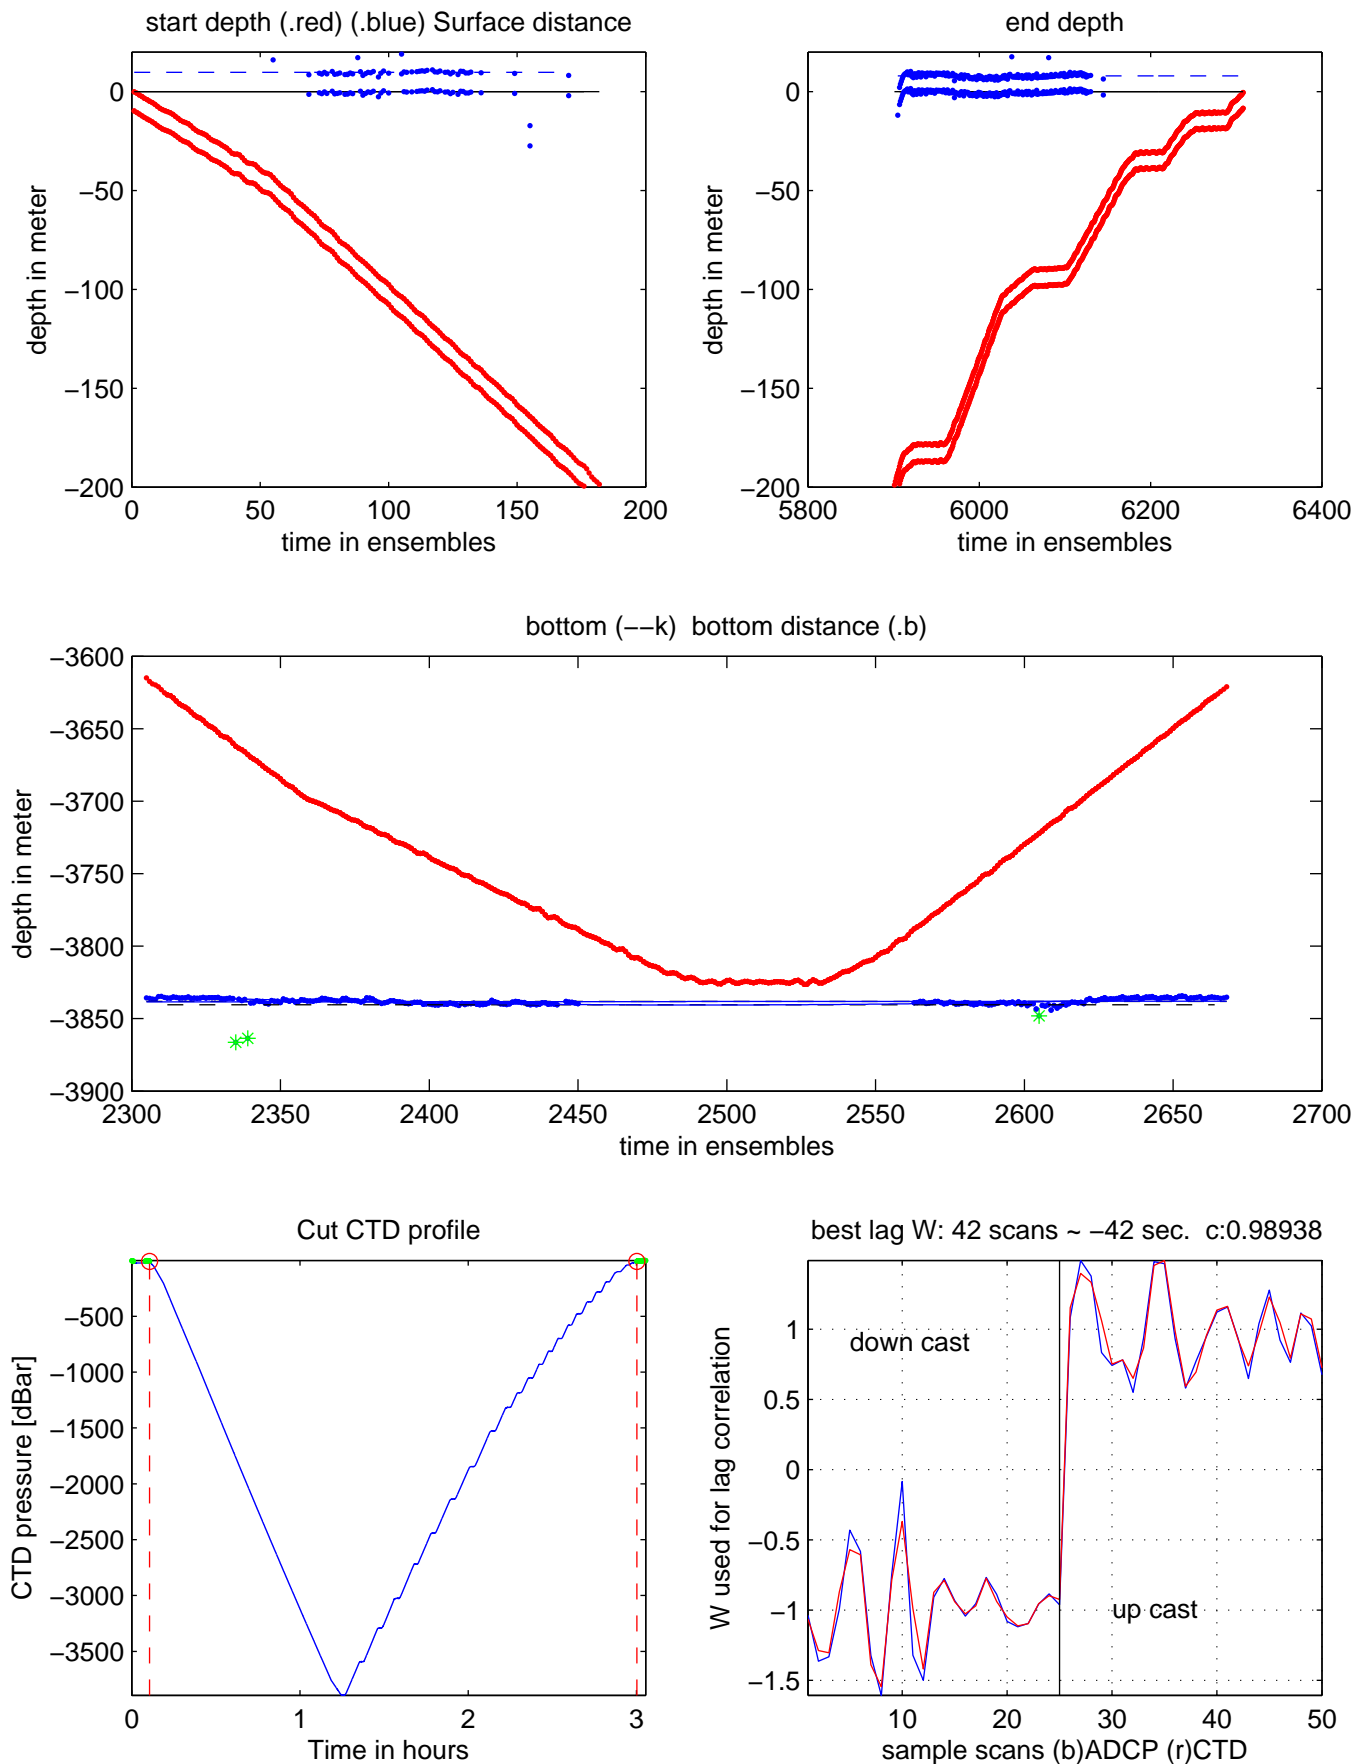 start depth (.red) (.blue) Surface distance
0
−50
−100
−150
−200
depth in meter
0 50 100 150 200
time in ensembles
end depth
0
−50
−100
−150
−200
depth in meter
5800 6000 6200 6400
time in ensembles
bottom (−−k) bottom distance (.b)
−3600
−3650
−3700
−3750
−3800
−3850
−3900
depth in meter
2300 2350 2400 2450 2500 2550 2600 2650 2700
time in ensembles
Cut CTD profile
−500
−1000
−1500
−2000
−2500
−3000
−3500
CTD pressure [dBar]
0 1 2 3
Time in hours
best lag W: 42 scans ~ −42 sec. c:0.98938
1
0.5
0
−0.5
−1
−1.5
W used for lag correlation
down cast
up cast
10 20 30 40 50
sample scans (b)ADCP (r)CTD